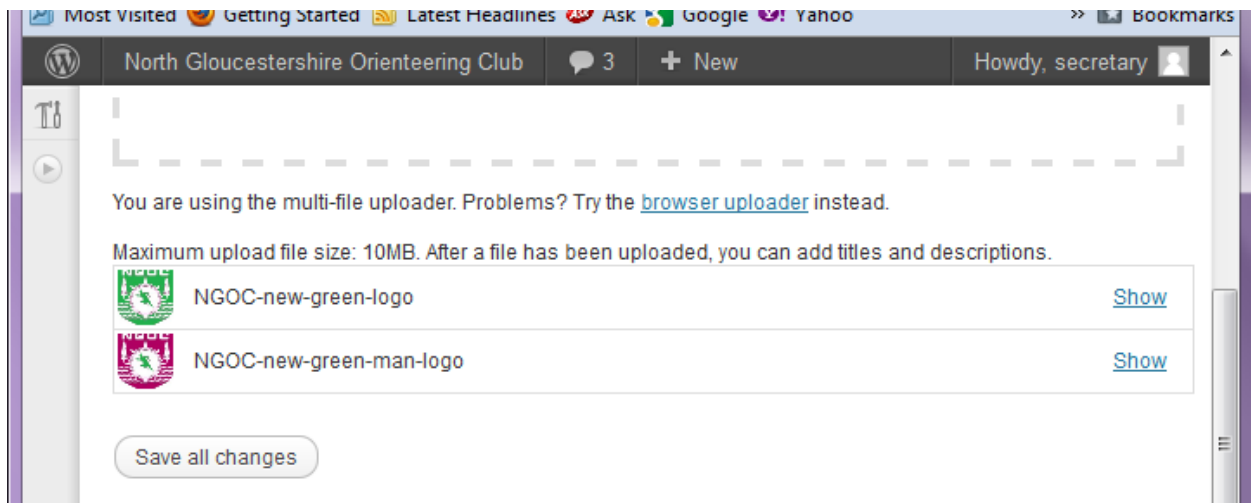 Most Visited Getting Started Latest Headlines Ask Google Yahoo » Bookmarks
North Gloucestershire Orienteering Club 3 + New Howdy, secretary
You are using the multi-file uploader. Problems? Try the browser uploader instead.
Maximum upload file size: 10MB. After a file has been uploaded, you can add titles and descriptions.
NGOC-new-green-logo Show
NGOC-new-green-man-logo Show
Save all changes